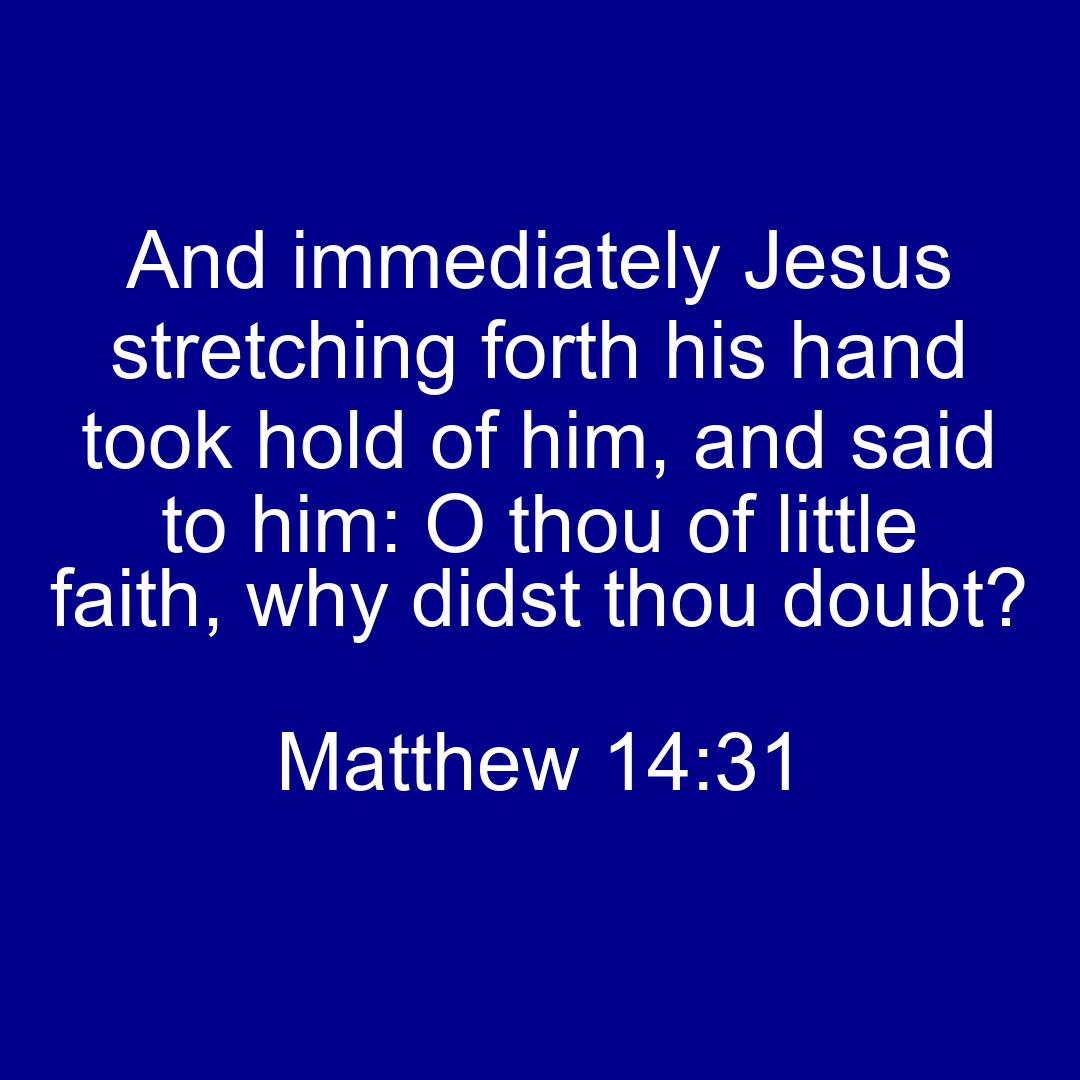 And immediately Jesus
stretching forth his hand
took hold of him, and said
to him: O thou of little
faith, why didst thou doubt?
Matthew 14:31